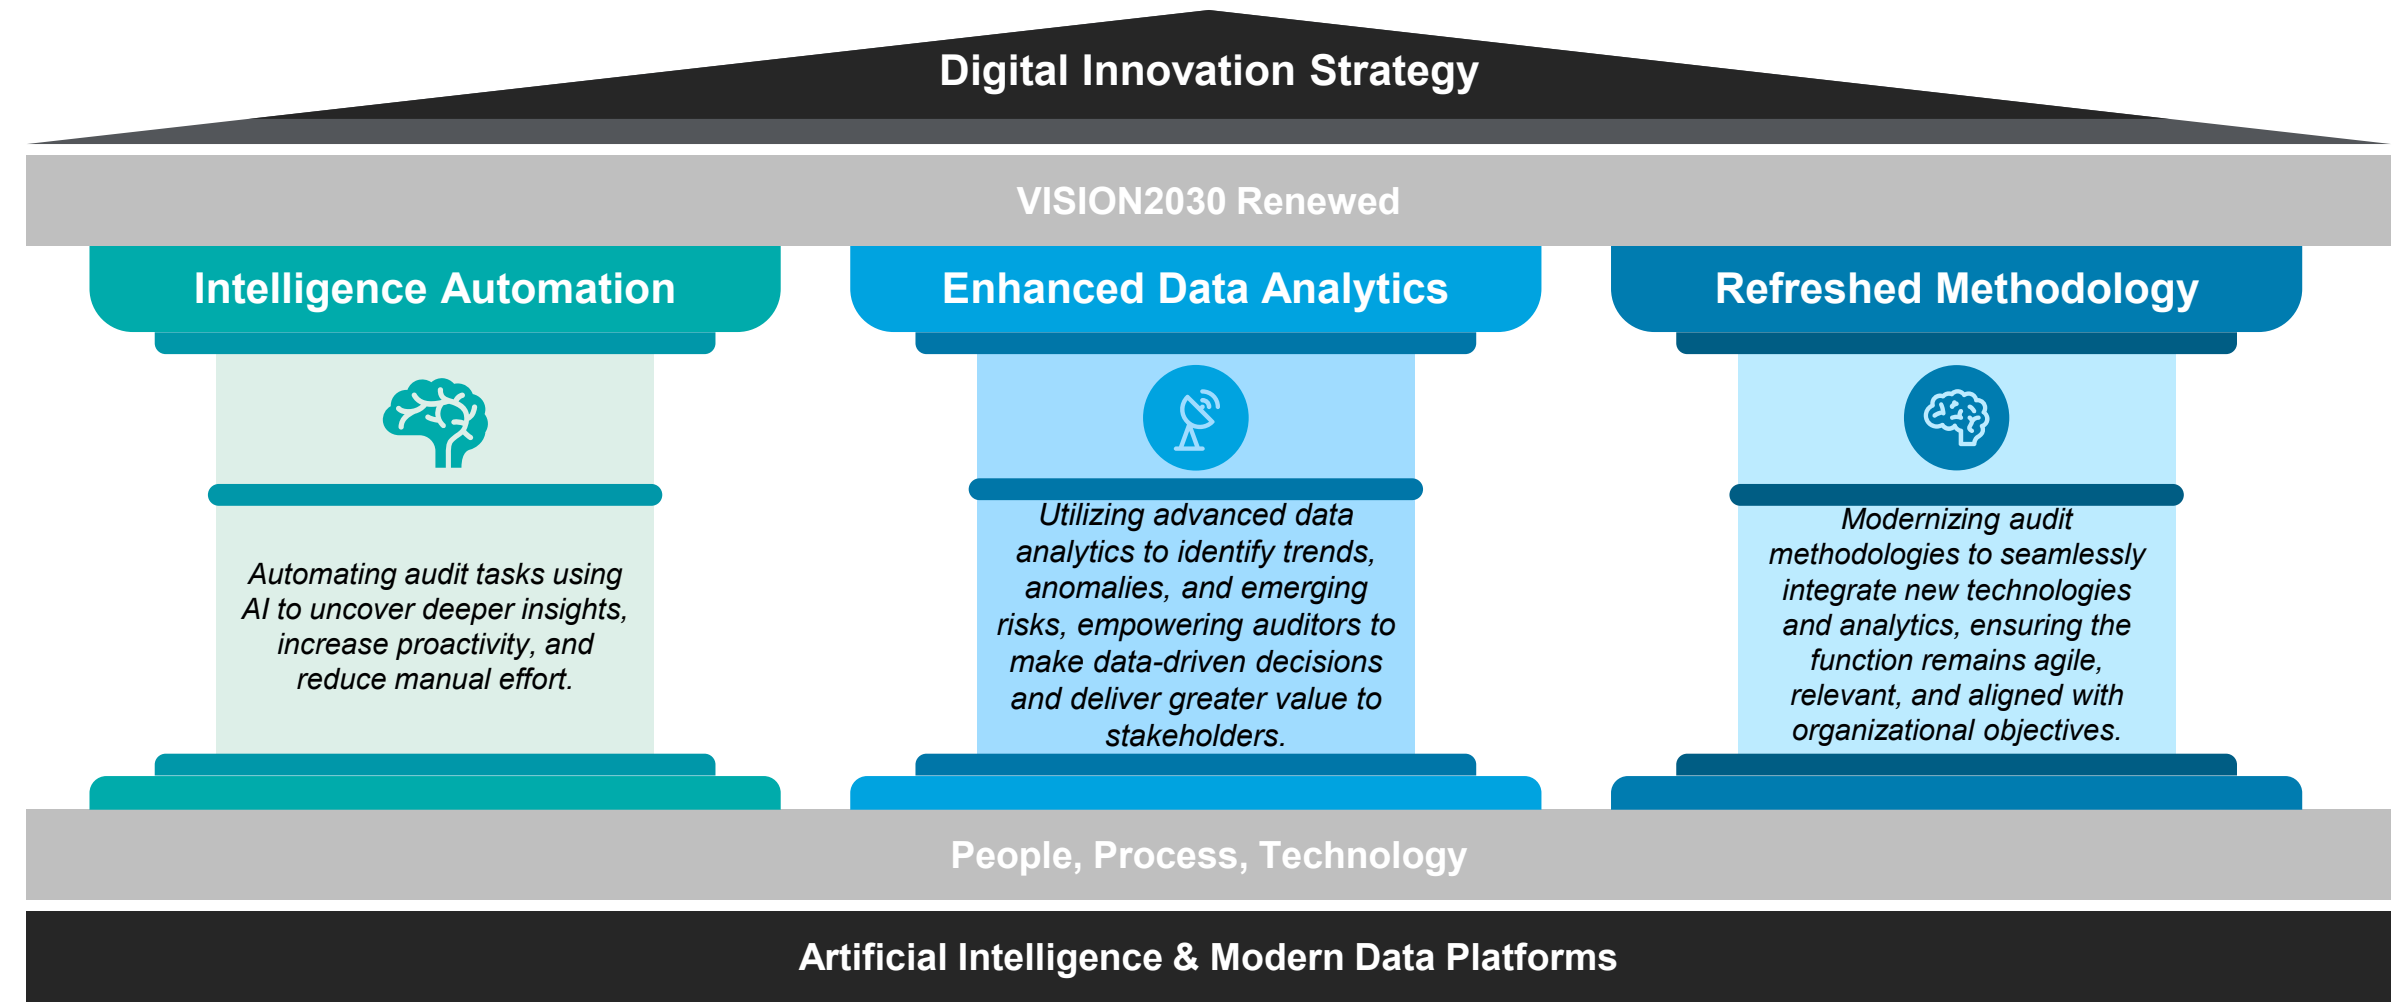 Digital Innovation Strategy
VISION2030 Renewed
Intelligence Automation
Automating audit tasks using
AI to uncover deeper insights,
increase proactivity, and
reduce manual effort.
Enhanced Data Analytics
Utilizing advanced data
analytics to identify trends,
anomalies, and emerging
risks, empowering auditors to
make data-driven decisions
and deliver greater value to
stakeholders.
Refreshed Methodology
Modernizing audit
methodologies to seamlessly
integrate new technologies
and analytics, ensuring the
function remains agile,
relevant, and aligned with
organizational objectives.
People, Process, Technology
Artificial Intelligence & Modern Data Platforms